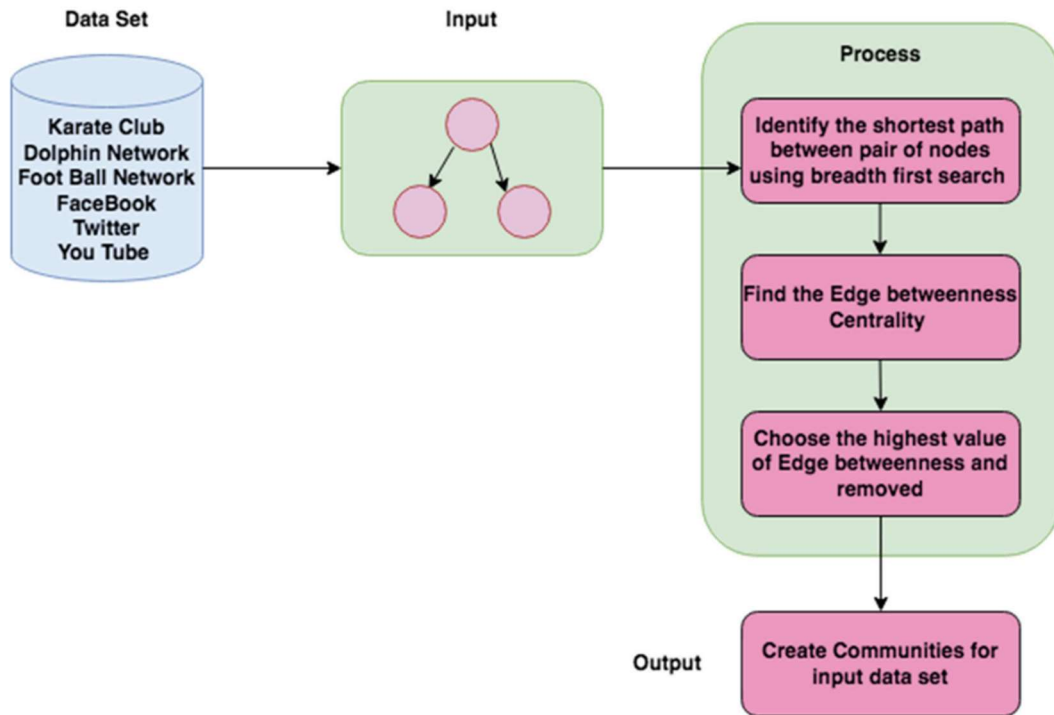 Data Set
Input
Process
Karate Club
Dolphin Network
Foot Ball Network
FaceBook
Twitter
You Tube
Identify the shortest path
between pair of nodes
using breadth first search
Find the Edge betweenness
Centrality
Choose the highest value
of Edge betweenness and
removed
Output
Create Communities for
input data set